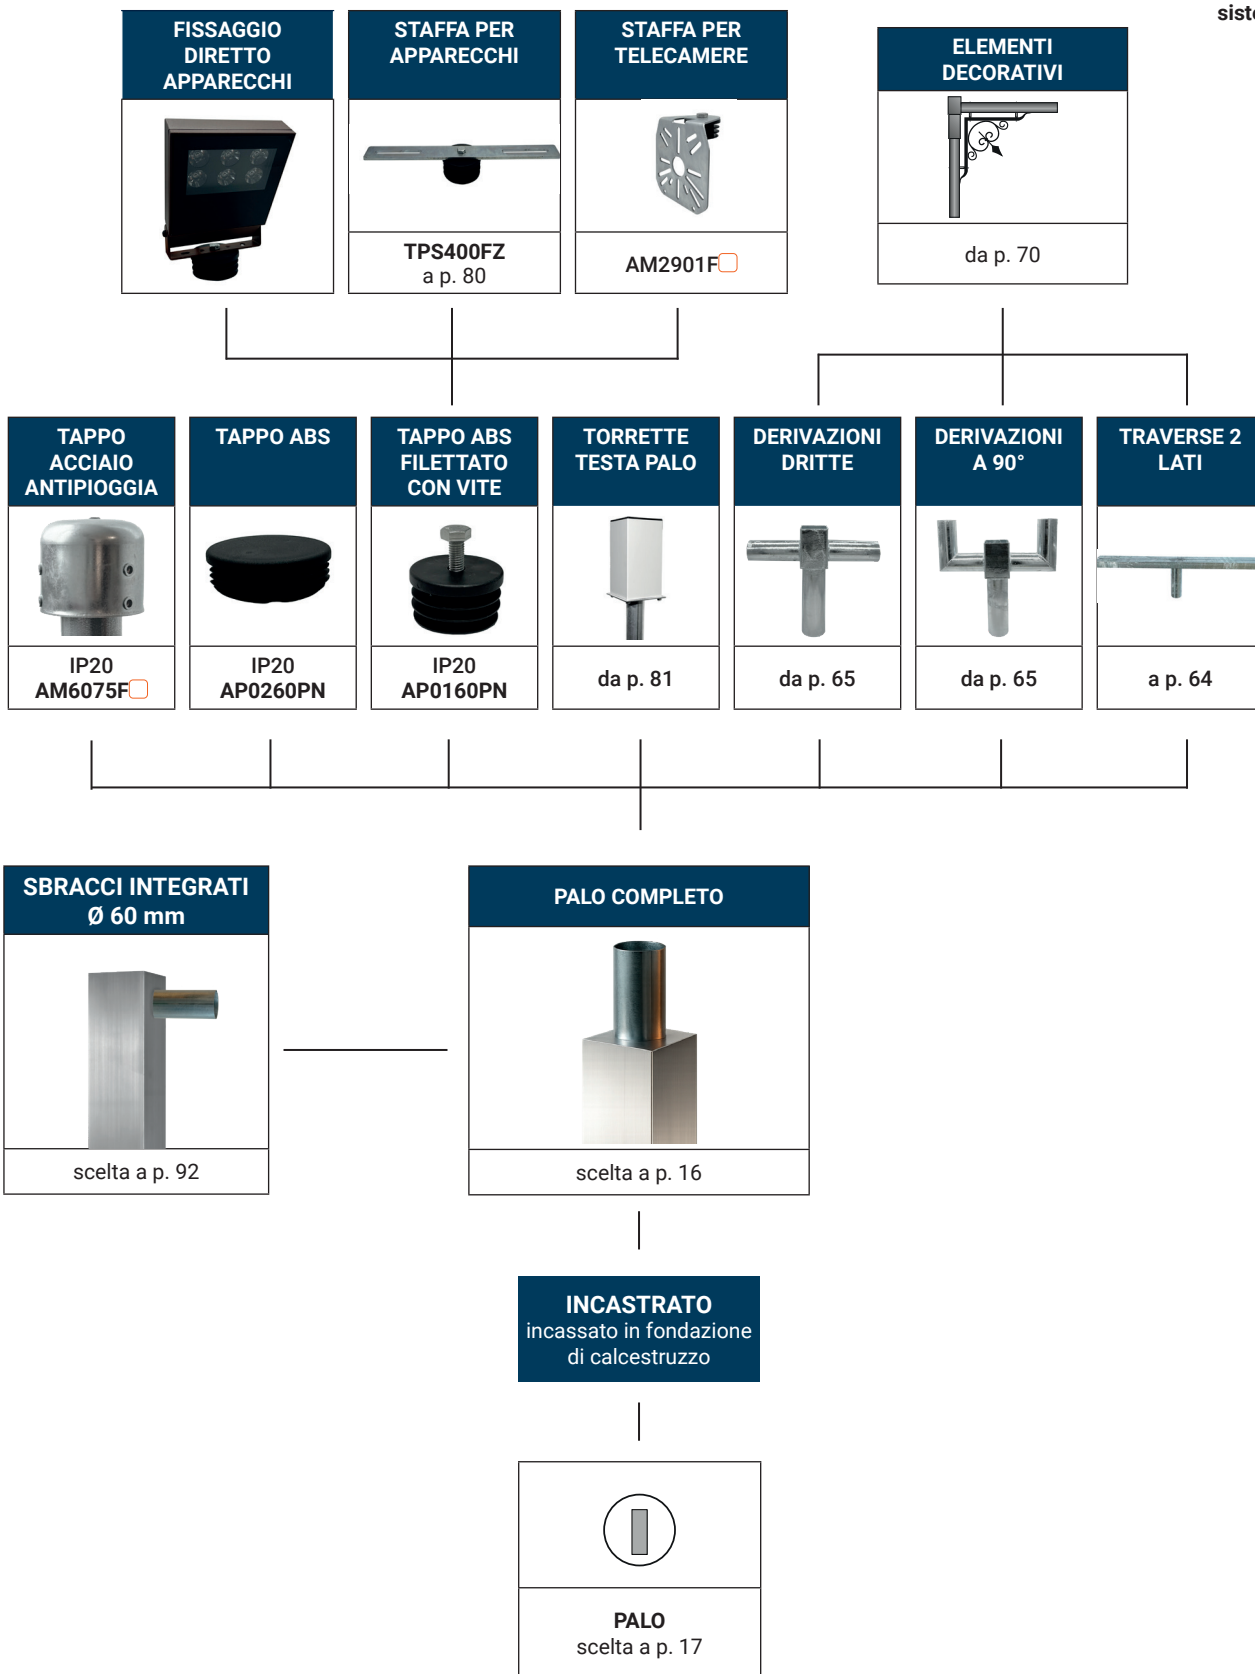 FISSAGGIO
DIRETTO
APPARECCHI
STAFFA PER
APPARECCHI
TPS400FZ
a p. 80
STAFFA PER
TELECAMERE
AM2901F
ELEMENTI
DECORATIVI
da p. 70
TAPPO
ACCIAIO
ANTIPIOGGIA
IP20
AM6075F
TAPPO ABS
IP20
AP0260PN
TAPPO ABS
FILETTATO
CON VITE
IP20
AP0160PN
TORRETTE
TESTA PALO
da p. 81
DERIVAZIONI
DRITTE
da p. 65
DERIVAZIONI
A 90°
da p. 65
TRAVERSE 2
LATI
a p. 64
SBRACCI INTEGRATI
Ø 60 mm
scelta a p. 92
PALO COMPLETO
scelta a p. 16
INCASTRATO
incassato in fondazione
di calcestruzzo
PALO
scelta a p. 17